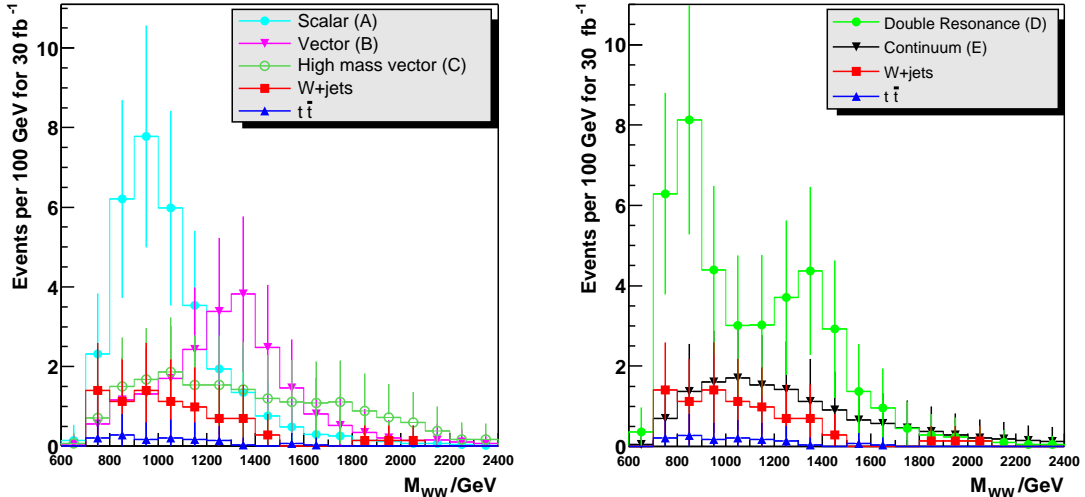 Events per 100 GeV for 30 fb⁻¹
10
8
6
4
2
0
Scalar (A)
Vector (B)
High mass vector (C)
W+jets
t t̄
600 800 1000 1200 1400 1600 1800 2000 2200 2400
M_WW/GeV
Events per 100 GeV for 30 fb⁻¹
10
8
6
4
2
0
Double Resonance (D)
Continuum (E)
W+jets
t t̄
600 800 1000 1200 1400 1600 1800 2000 2200 2400
M_WW/GeV